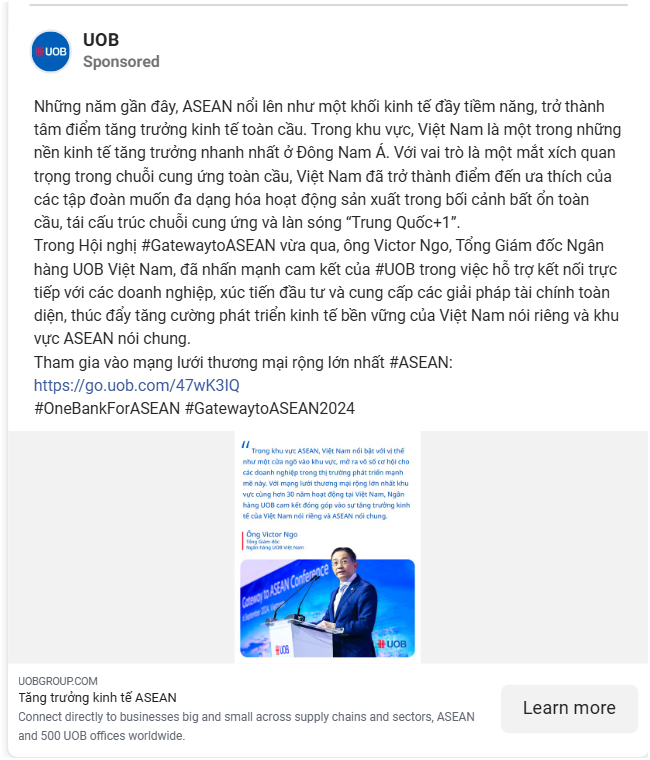 UOB
UOB
Sponsored
Những năm gần đây, ASEAN nổi lên như một khối kinh tế đầy tiềm năng, trở thành
tâm điểm tăng trưởng kinh tế toàn cầu. Trong khu vực, Việt Nam là một trong những
nền kinh tế tăng trưởng nhanh nhất ở Đông Nam Á. Với vai trò là một mắt xích quan
trọng trong chuỗi cung ứng toàn cầu, Việt Nam đã trở thành điểm đến ưa thích của
các tập đoàn muốn đa dạng hóa hoạt động sản xuất trong bối cảnh bất ổn toàn
cầu, tái cấu trúc chuỗi cung ứng và làn sóng “Trung Quốc+1”.
Trong Hội nghị #GatewaytoASEAN vừa qua, ông Victor Ngo, Tổng Giám đốc Ngân
hàng UOB Việt Nam, đã nhấn mạnh cam kết của #UOB trong việc hỗ trợ kết nối trực
tiếp với các doanh nghiệp, xúc tiến đầu tư và cung cấp các giải pháp tài chính toàn
diện, thúc đẩy tăng cường phát triển kinh tế bền vững của Việt Nam nói riêng và khu
vực ASEAN nói chung.
Tham gia vào mạng lưới thương mại rộng lớn nhất #ASEAN:
https://go.uob.com/47wK3IQ
#OneBankForASEAN #GatewaytoASEAN2024
“Trong khu vực ASEAN, Việt Nam nổi bật với vị thế
như một cửa ngõ vào khu vực, mở ra vô số cơ hội cho
các doanh nghiệp trong thị trường phát triển mạnh
mẽ này. Với mạng lưới thương mại rộng lớn nhất khu
vực cùng hơn 30 năm hoạt động tại Việt Nam, Ngân
hàng UOB cam kết đóng góp vào sự tăng trưởng kinh
tế của Việt Nam nói riêng và ASEAN nói chung.
Ông Victor Ngo
Tổng Giám đốc
Ngân hàng UOB Việt Nam
Gateway to ASEAN Conference
September 2024,
UOB
UOB
UOBGROUP.COM
Tăng trưởng kinh tế ASEAN
Connect directly to businesses big and small across supply chains and sectors, ASEAN
and 500 UOB offices worldwide.
Learn more